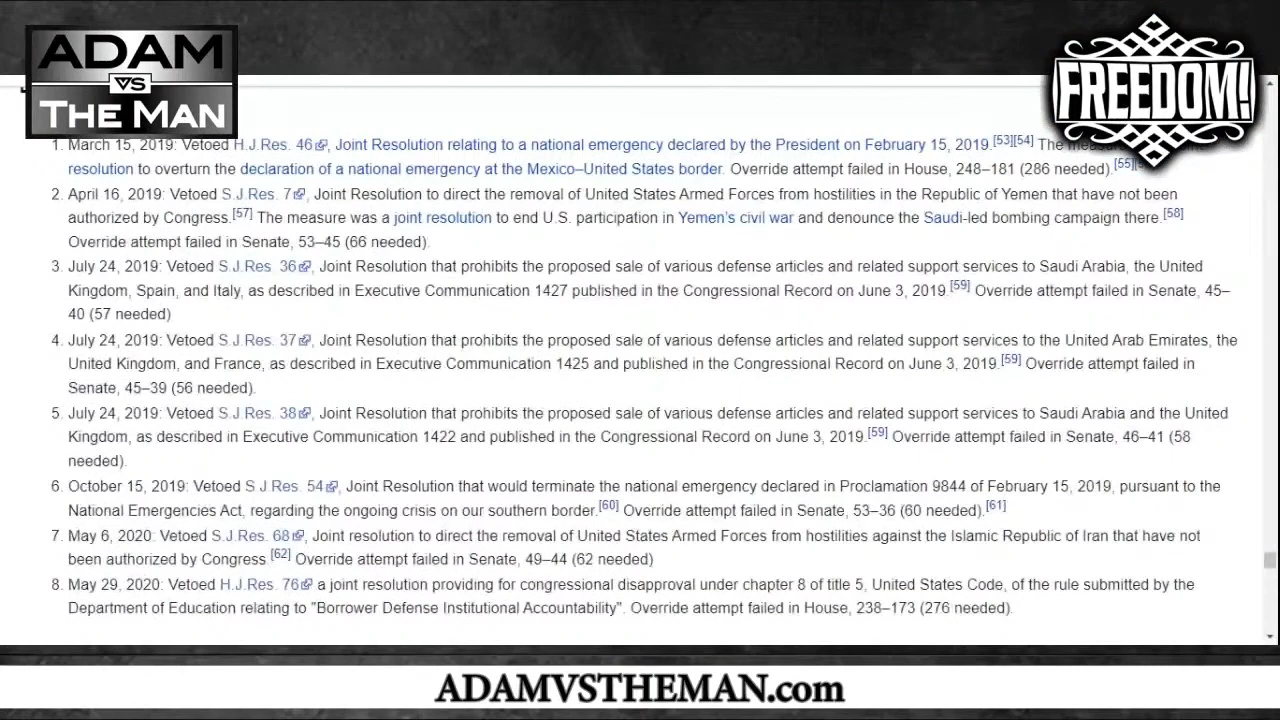 ADAM
VS
THE MAN
FREEDOM!
1. March 15, 2019: Vetoed H.J.Res. 46, Joint Resolution relating to a national emergency declared by the President on February 15, 2019.[53][54] The
resolution to overturn the declaration of a national emergency at the Mexico–United States border. Override attempt failed in House, 248–181 (286 needed).[55]
2. April 16, 2019: Vetoed S.J.Res. 7, Joint Resolution to direct the removal of United States Armed Forces from hostilities in the Republic of Yemen that have not been
authorized by Congress.[57] The measure was a joint resolution to end U.S. participation in Yemen's civil war and denounce the Saudi-led bombing campaign there.[58]
Override attempt failed in Senate, 53–45 (66 needed).
3. July 24, 2019: Vetoed S.J.Res. 36, Joint Resolution that prohibits the proposed sale of various defense articles and related support services to Saudi Arabia, the United
Kingdom, Spain, and Italy, as described in Executive Communication 1427 published in the Congressional Record on June 3, 2019.[59] Override attempt failed in Senate, 45–
40 (57 needed)
4. July 24, 2019: Vetoed S.J.Res. 37, Joint Resolution that prohibits the proposed sale of various defense articles and related support services to the United Arab Emirates, the
United Kingdom, and France, as described in Executive Communication 1425 and published in the Congressional Record on June 3, 2019.[59] Override attempt failed in
Senate, 45–39 (56 needed).
5. July 24, 2019: Vetoed S.J Res. 38, Joint Resolution that prohibits the proposed sale of various defense articles and related support services to Saudi Arabia and the United
Kingdom, as described in Executive Communication 1422 and published in the Congressional Record on June 3, 2019.[59] Override attempt failed in Senate, 46–41 (58
needed).
6. October 15, 2019: Vetoed S J Res. 54, Joint Resolution that would terminate the national emergency declared in Proclamation 9844 of February 15, 2019, pursuant to the
National Emergencies Act, regarding the ongoing crisis on our southern border.[60] Override attempt failed in Senate, 53–36 (60 needed).[61]
7. May 6, 2020: Vetoed S.J.Res. 68, Joint resolution to direct the removal of United States Armed Forces from hostilities against the Islamic Republic of Iran that have not
been authorized by Congress.[62] Override attempt failed in Senate, 49–44 (62 needed)
8. May 29, 2020: Vetoed H.J.Res. 76 a joint resolution providing for congressional disapproval under chapter 8 of title 5, United States Code, of the rule submitted by the
Department of Education relating to "Borrower Defense Institutional Accountability". Override attempt failed in House, 238–173 (276 needed).
ADAMVSTHEMAN.com